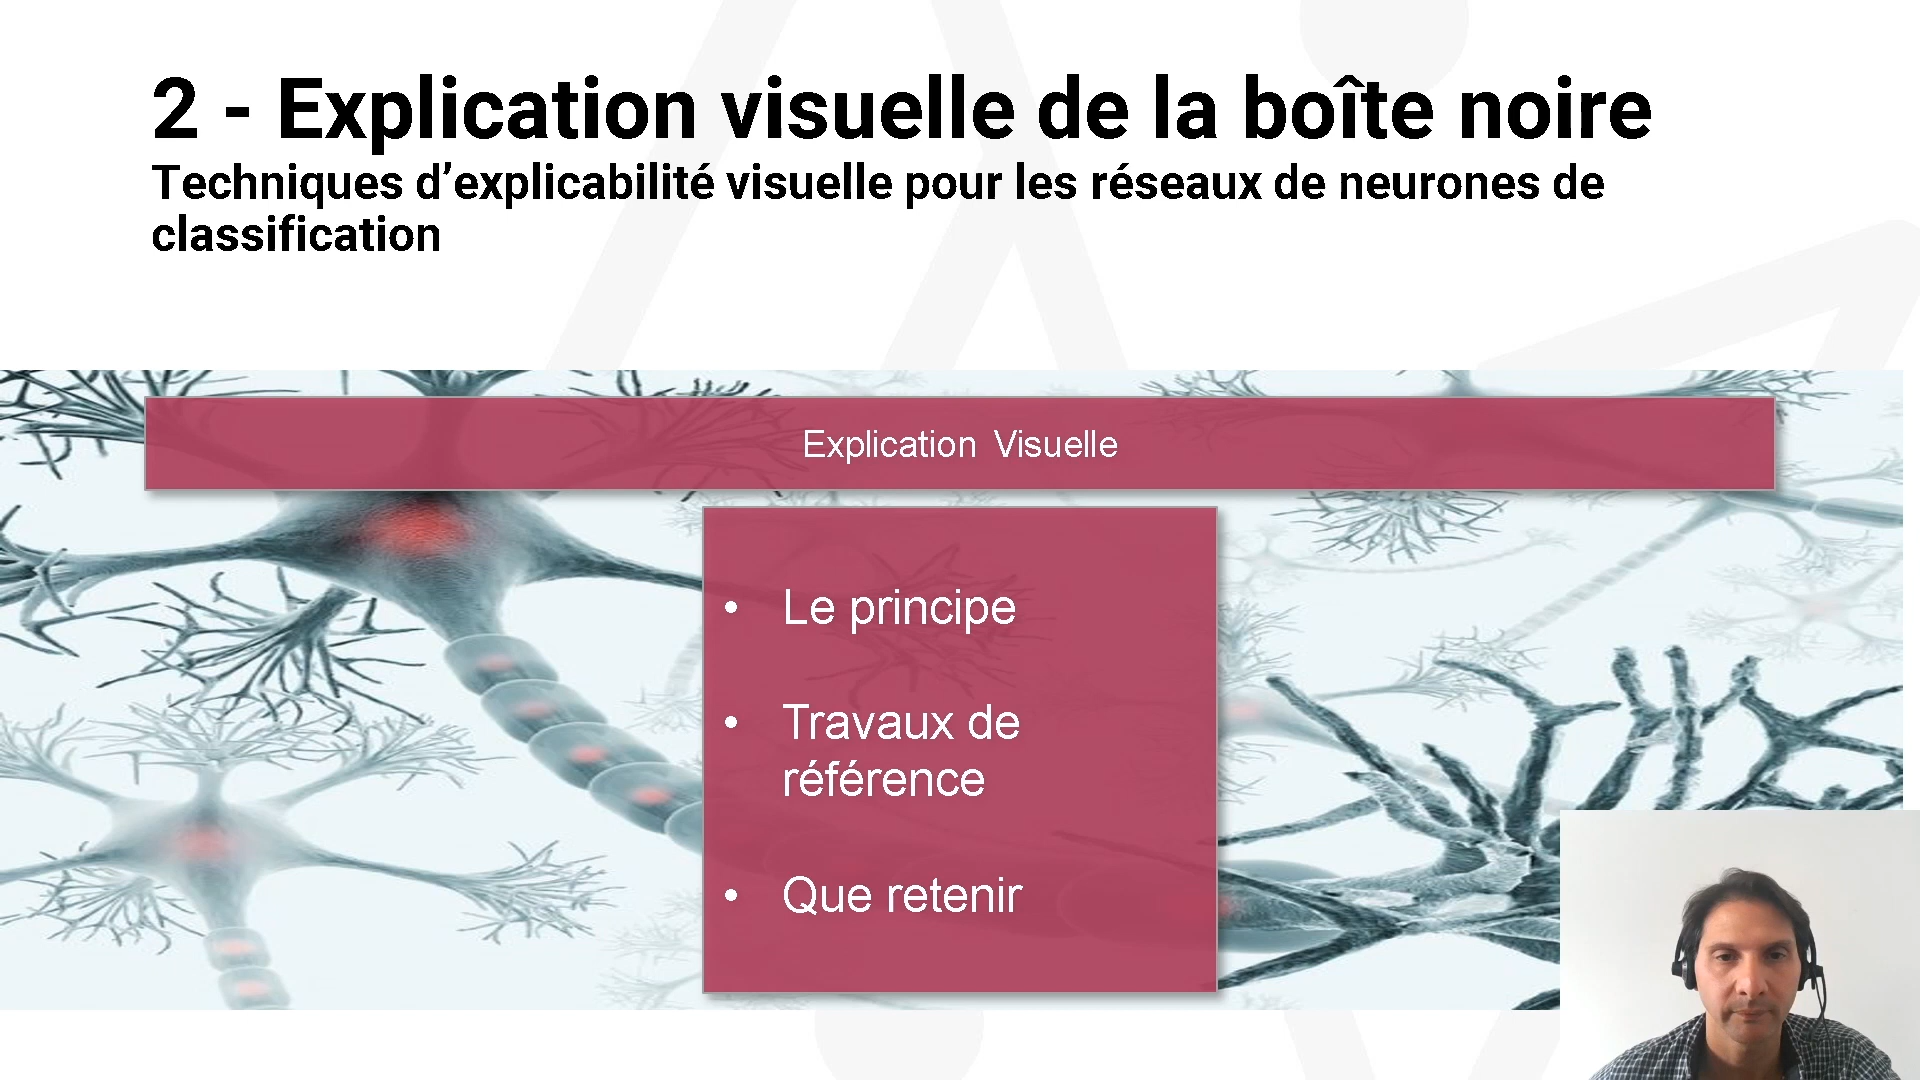 2 - Explication visuelle de la boîte noire
Techniques d’explicabilité visuelle pour les réseaux de neurones de
classification
Explication Visuelle
• Le principe
• Travaux de
référence
• Que retenir